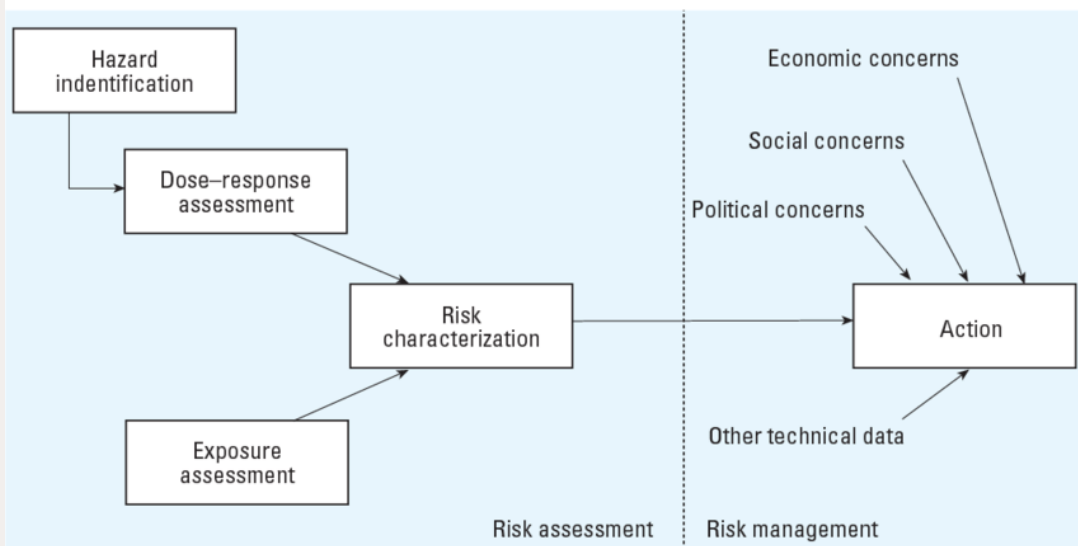 Hazard
indentification
Economic concerns
Social concerns
Dose–response
assessment
Political concerns
Risk
characterization
Action
Exposure
assessment
Other technical data
Risk assessment
Risk management